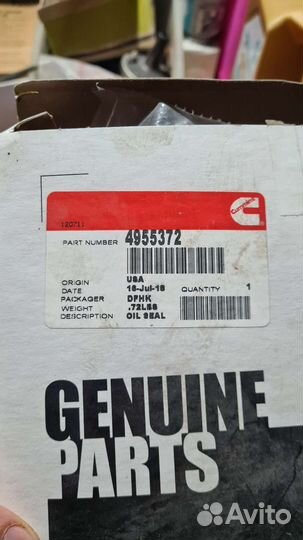 120711
Cummins
PART NUMBER 4955372
ORIGIN USA
DATE 16-Jul-18 QUANTITY 1
PACKAGER DFHK
WEIGHT .72LBS
DESCRIPTION OIL SEAL
GENUINE
PARTS
Avito